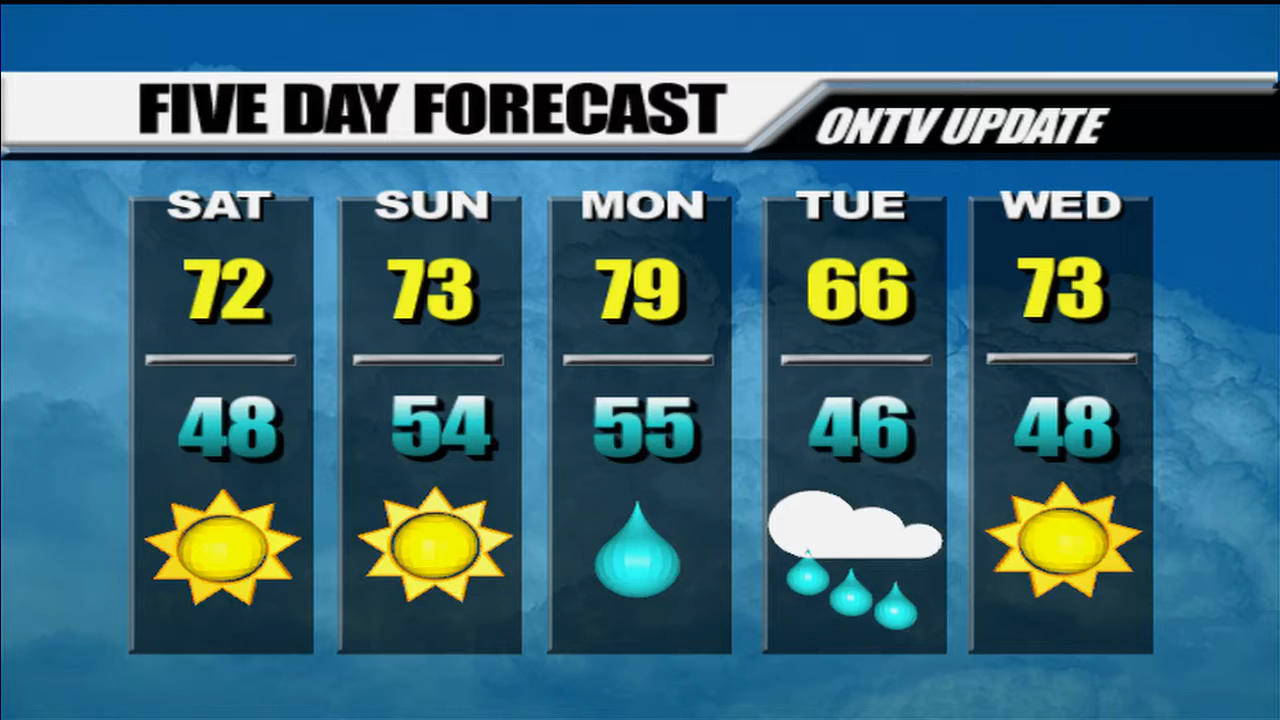 FIVE DAY FORECAST
ONTV UPDATE
SAT SUN MON TUE WED
72 73 79 66 73
48 54 55 46 48